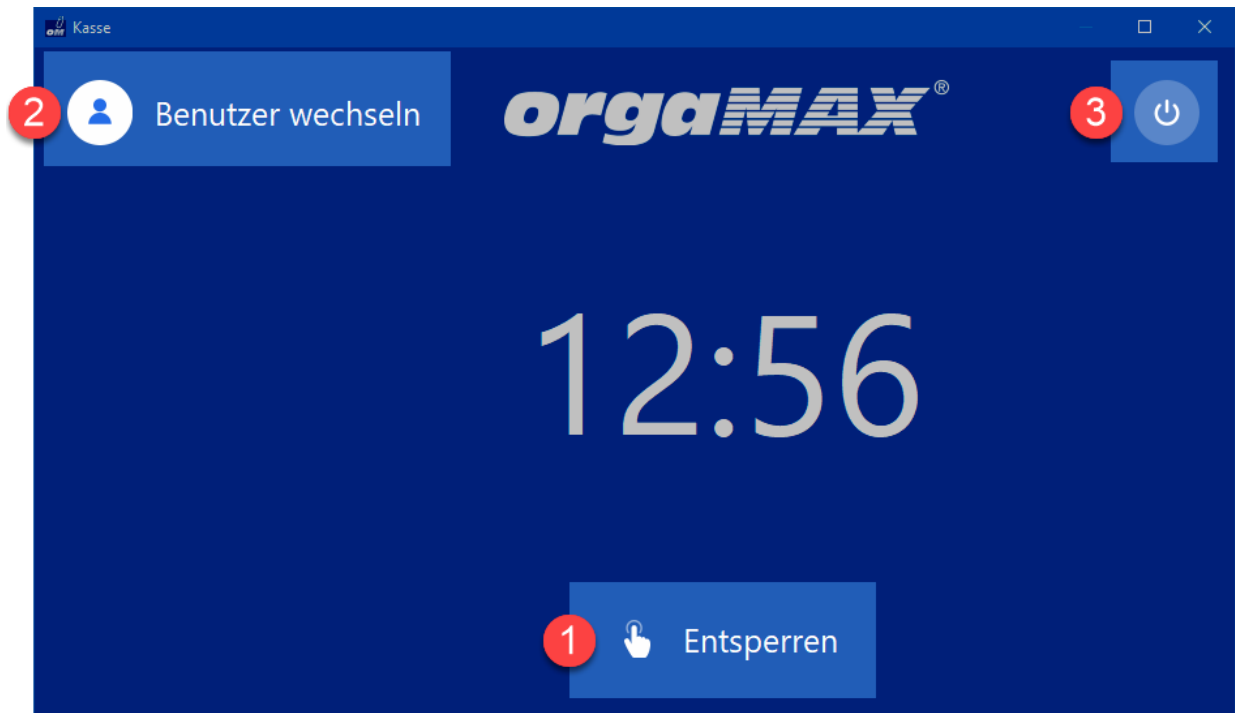 Kasse
2 Benutzer wechseln
orgaMAX®
3
12:56
1 Entsperren